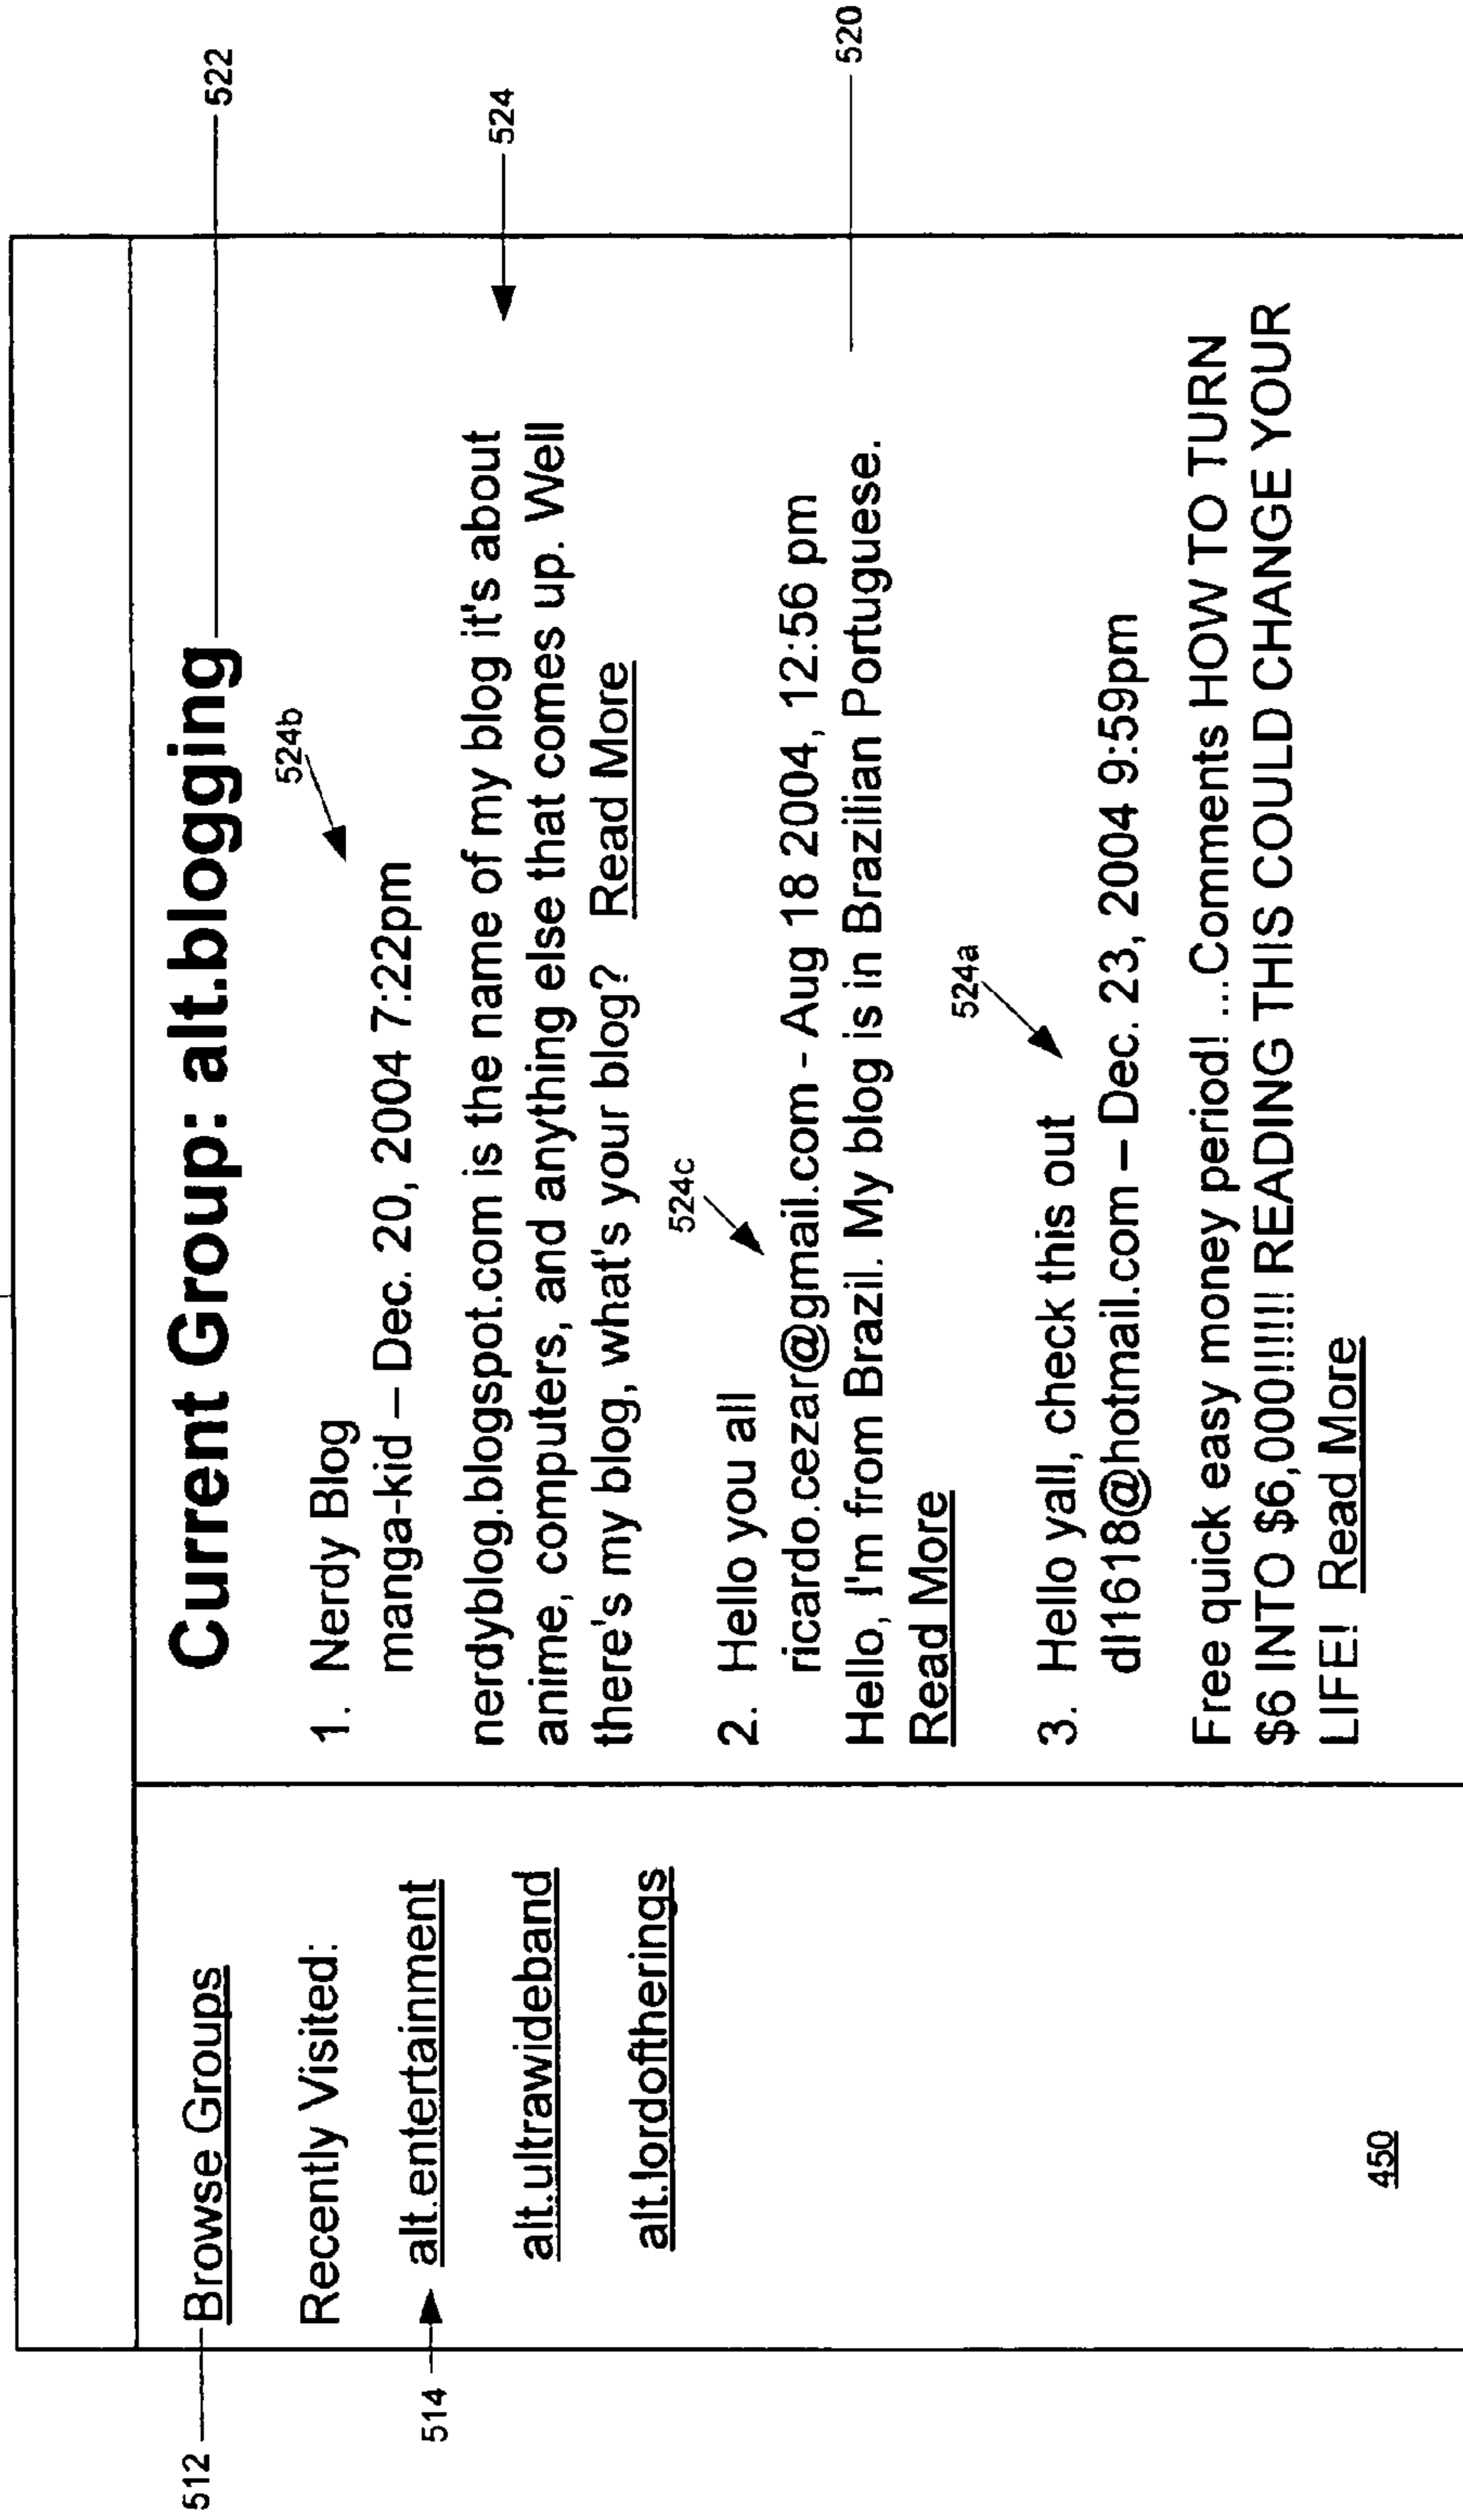 512
Browse Groups
Recently Visited:
514
alt.entertainment
alt.ultrawideband
alt.lordoftherings
450
Current Group: alt.blogging
522
524b
1. Nerdy Blog
manga-kid – Dec. 20, 2004 7:22pm
524
nerdyblog.blogspot.com is the name of my blog it's about
anime, computers, and anything else that comes up. Well
there's my blog, what's your blog? Read More
524c
2. Hello you all
ricardo.cezar@gmail.com - Aug 18 2004, 12:56 pm
Hello, I'm from Brazil. My blog is in Brazilian Portuguese.
520
Read More
524a
3. Hello yall, check this out
dl1618@hotmail.com – Dec. 23, 2004 9:59pm
Free quick easy money period! ...Comments HOW TO TURN
$6 INTO $6,000!!!!!! READING THIS COULD CHANGE YOUR
LIFE! Read More